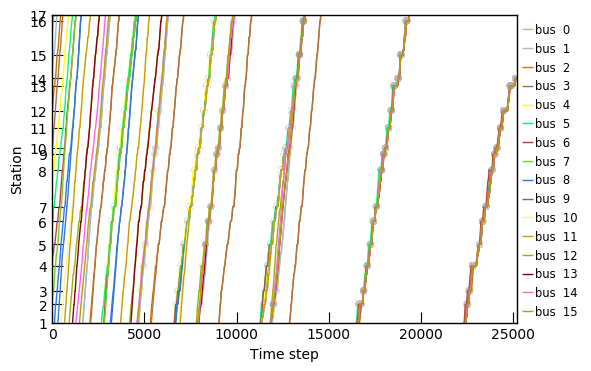 17
16
15
14
13
12
11
10
9
8
7
6
5
4
3
2
1
Station
0 5000 10000 15000 20000 25000
Time step
bus 0
bus 1
bus 2
bus 3
bus 4
bus 5
bus 6
bus 7
bus 8
bus 9
bus 10
bus 11
bus 12
bus 13
bus 14
bus 15